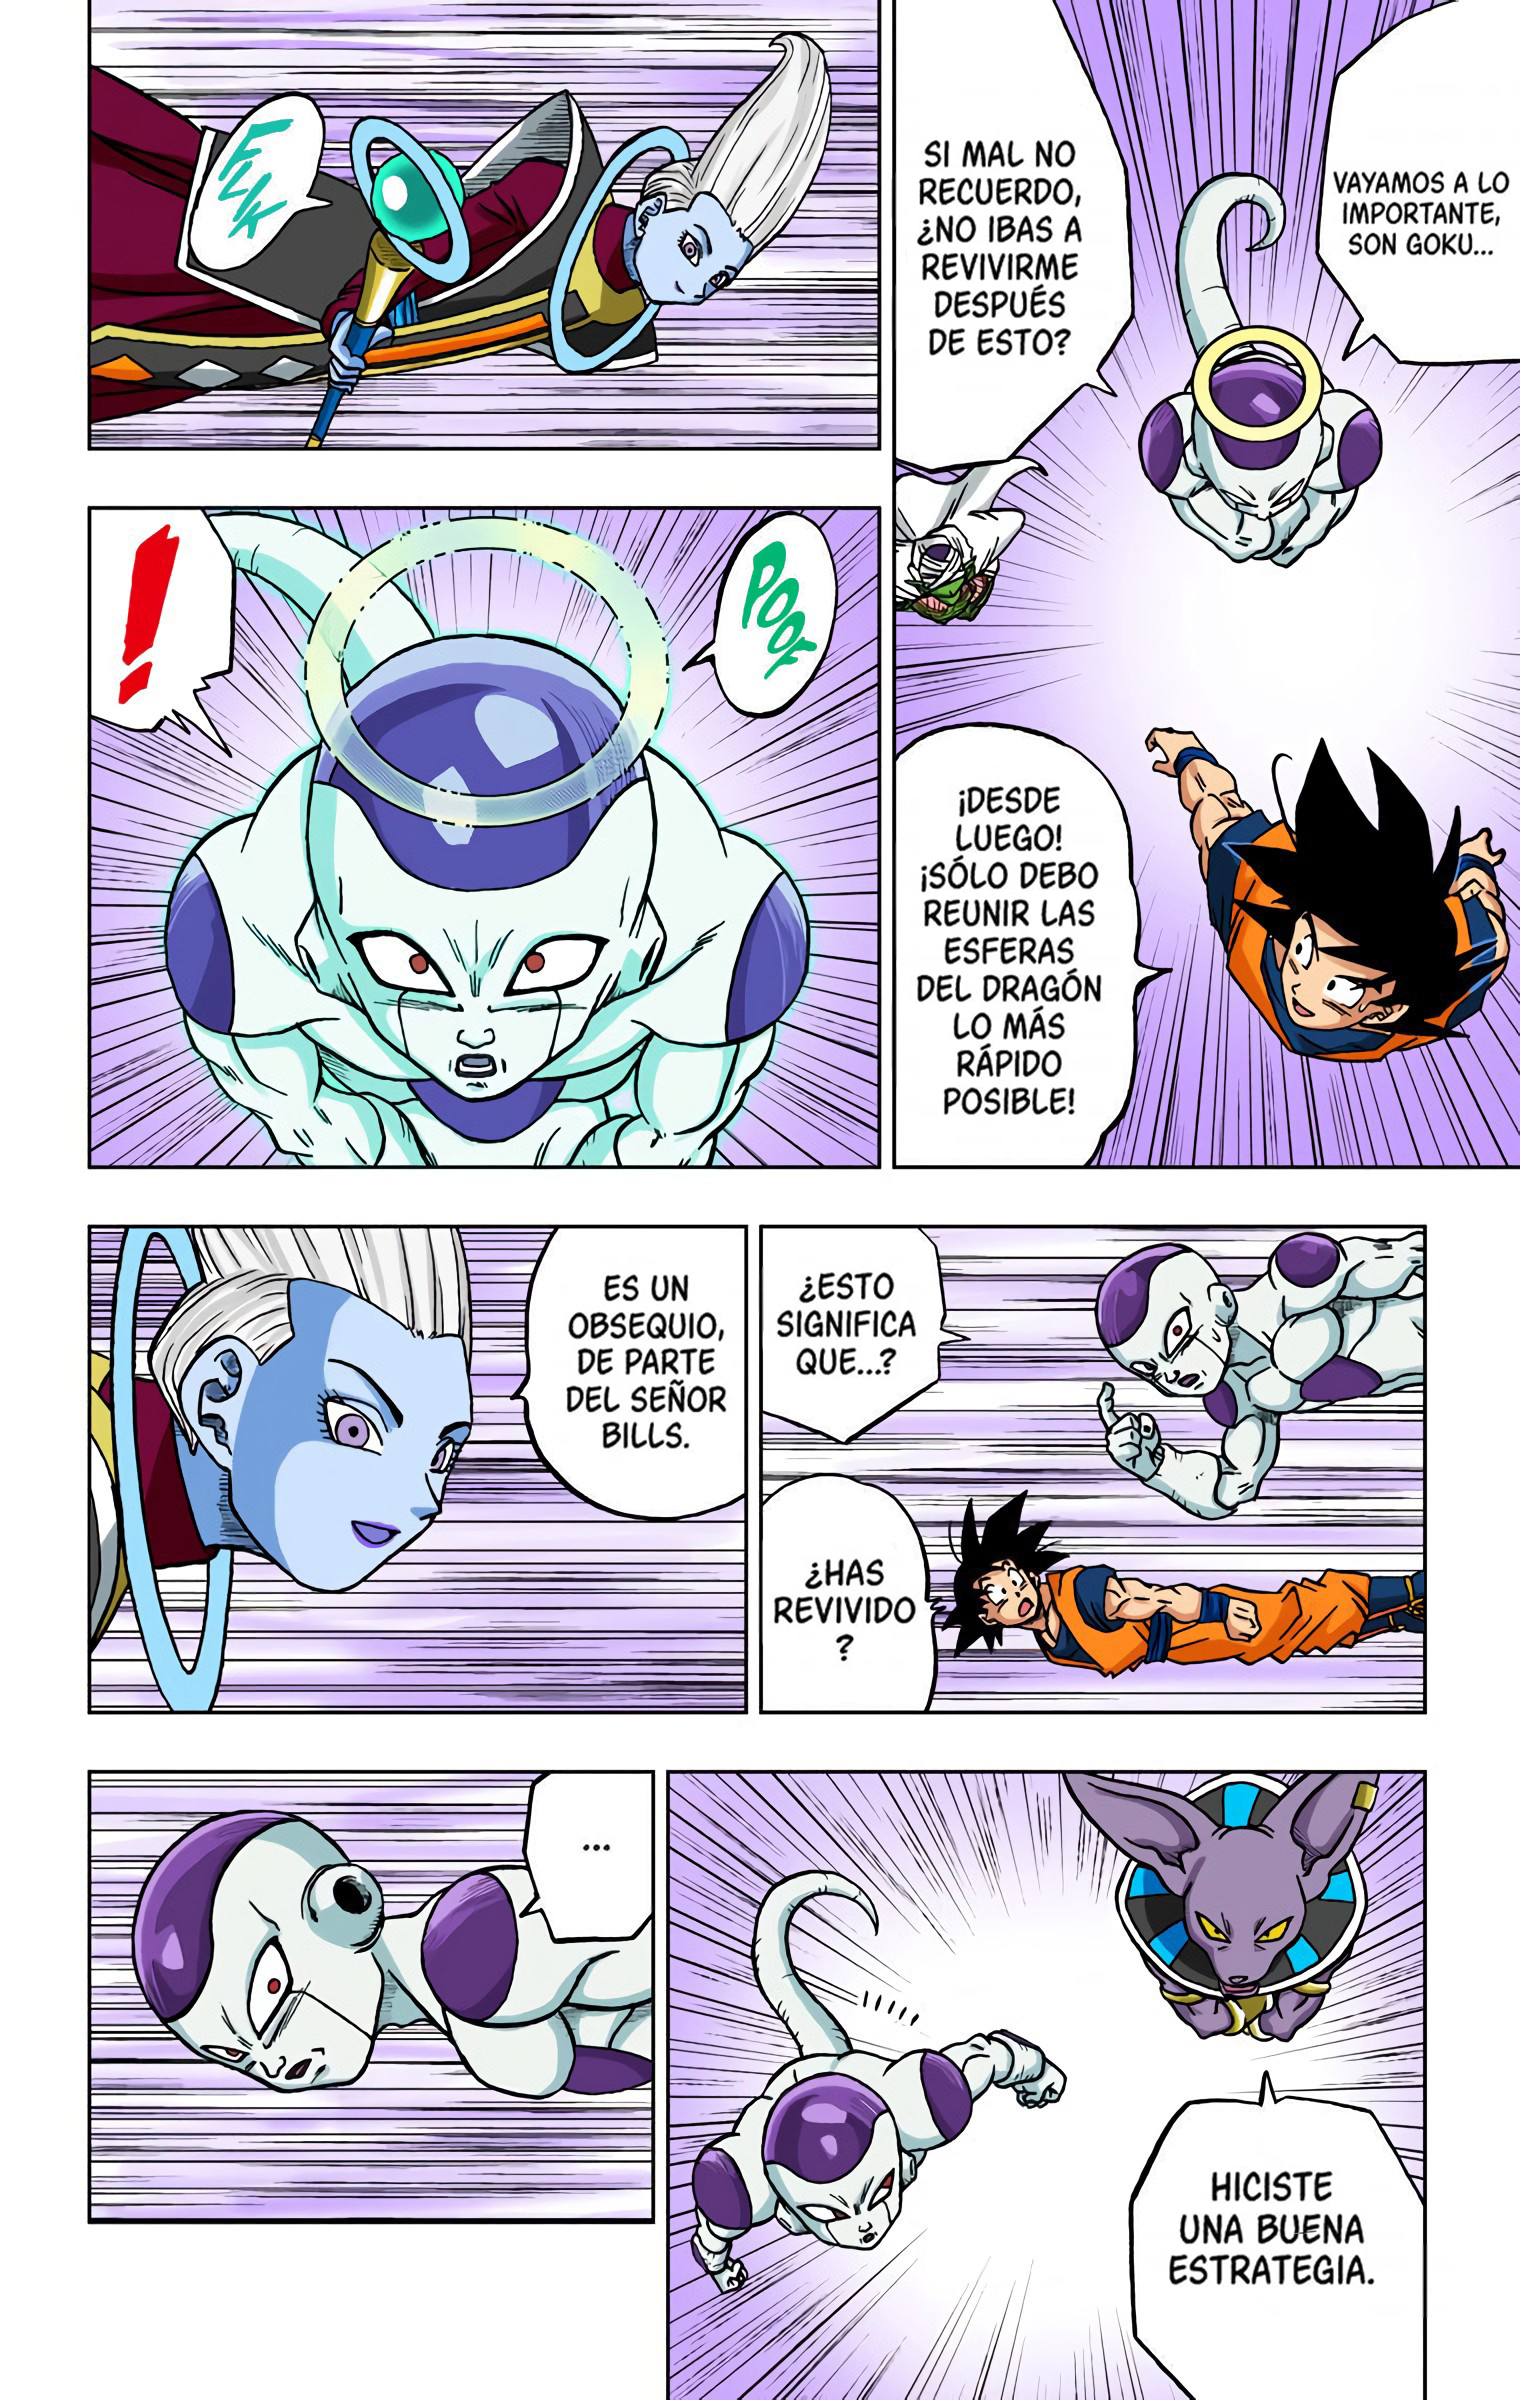 VAYAMOS A LO
IMPORTANTE,
SON GOKU...
SI MAL NO
RECUERDO,
¿NO IBAS A
REVIVIRME
DESPUÉS
DE ESTO?
¡DESDE
LUEGO!
¡SÓLO DEBO
REUNIR LAS
ESFERAS
DEL DRAGÓN
LO MÁS
RÁPIDO
POSIBLE!
FZK
POOF
!
¿ESTO
SIGNIFICA
QUE...?
¿HAS
REVIVIDO
?
ES UN
OBSEQUIO,
DE PARTE
DEL SEÑOR
BILLS.
HICISTE
UNA BUENA
ESTRATEGIA.
...